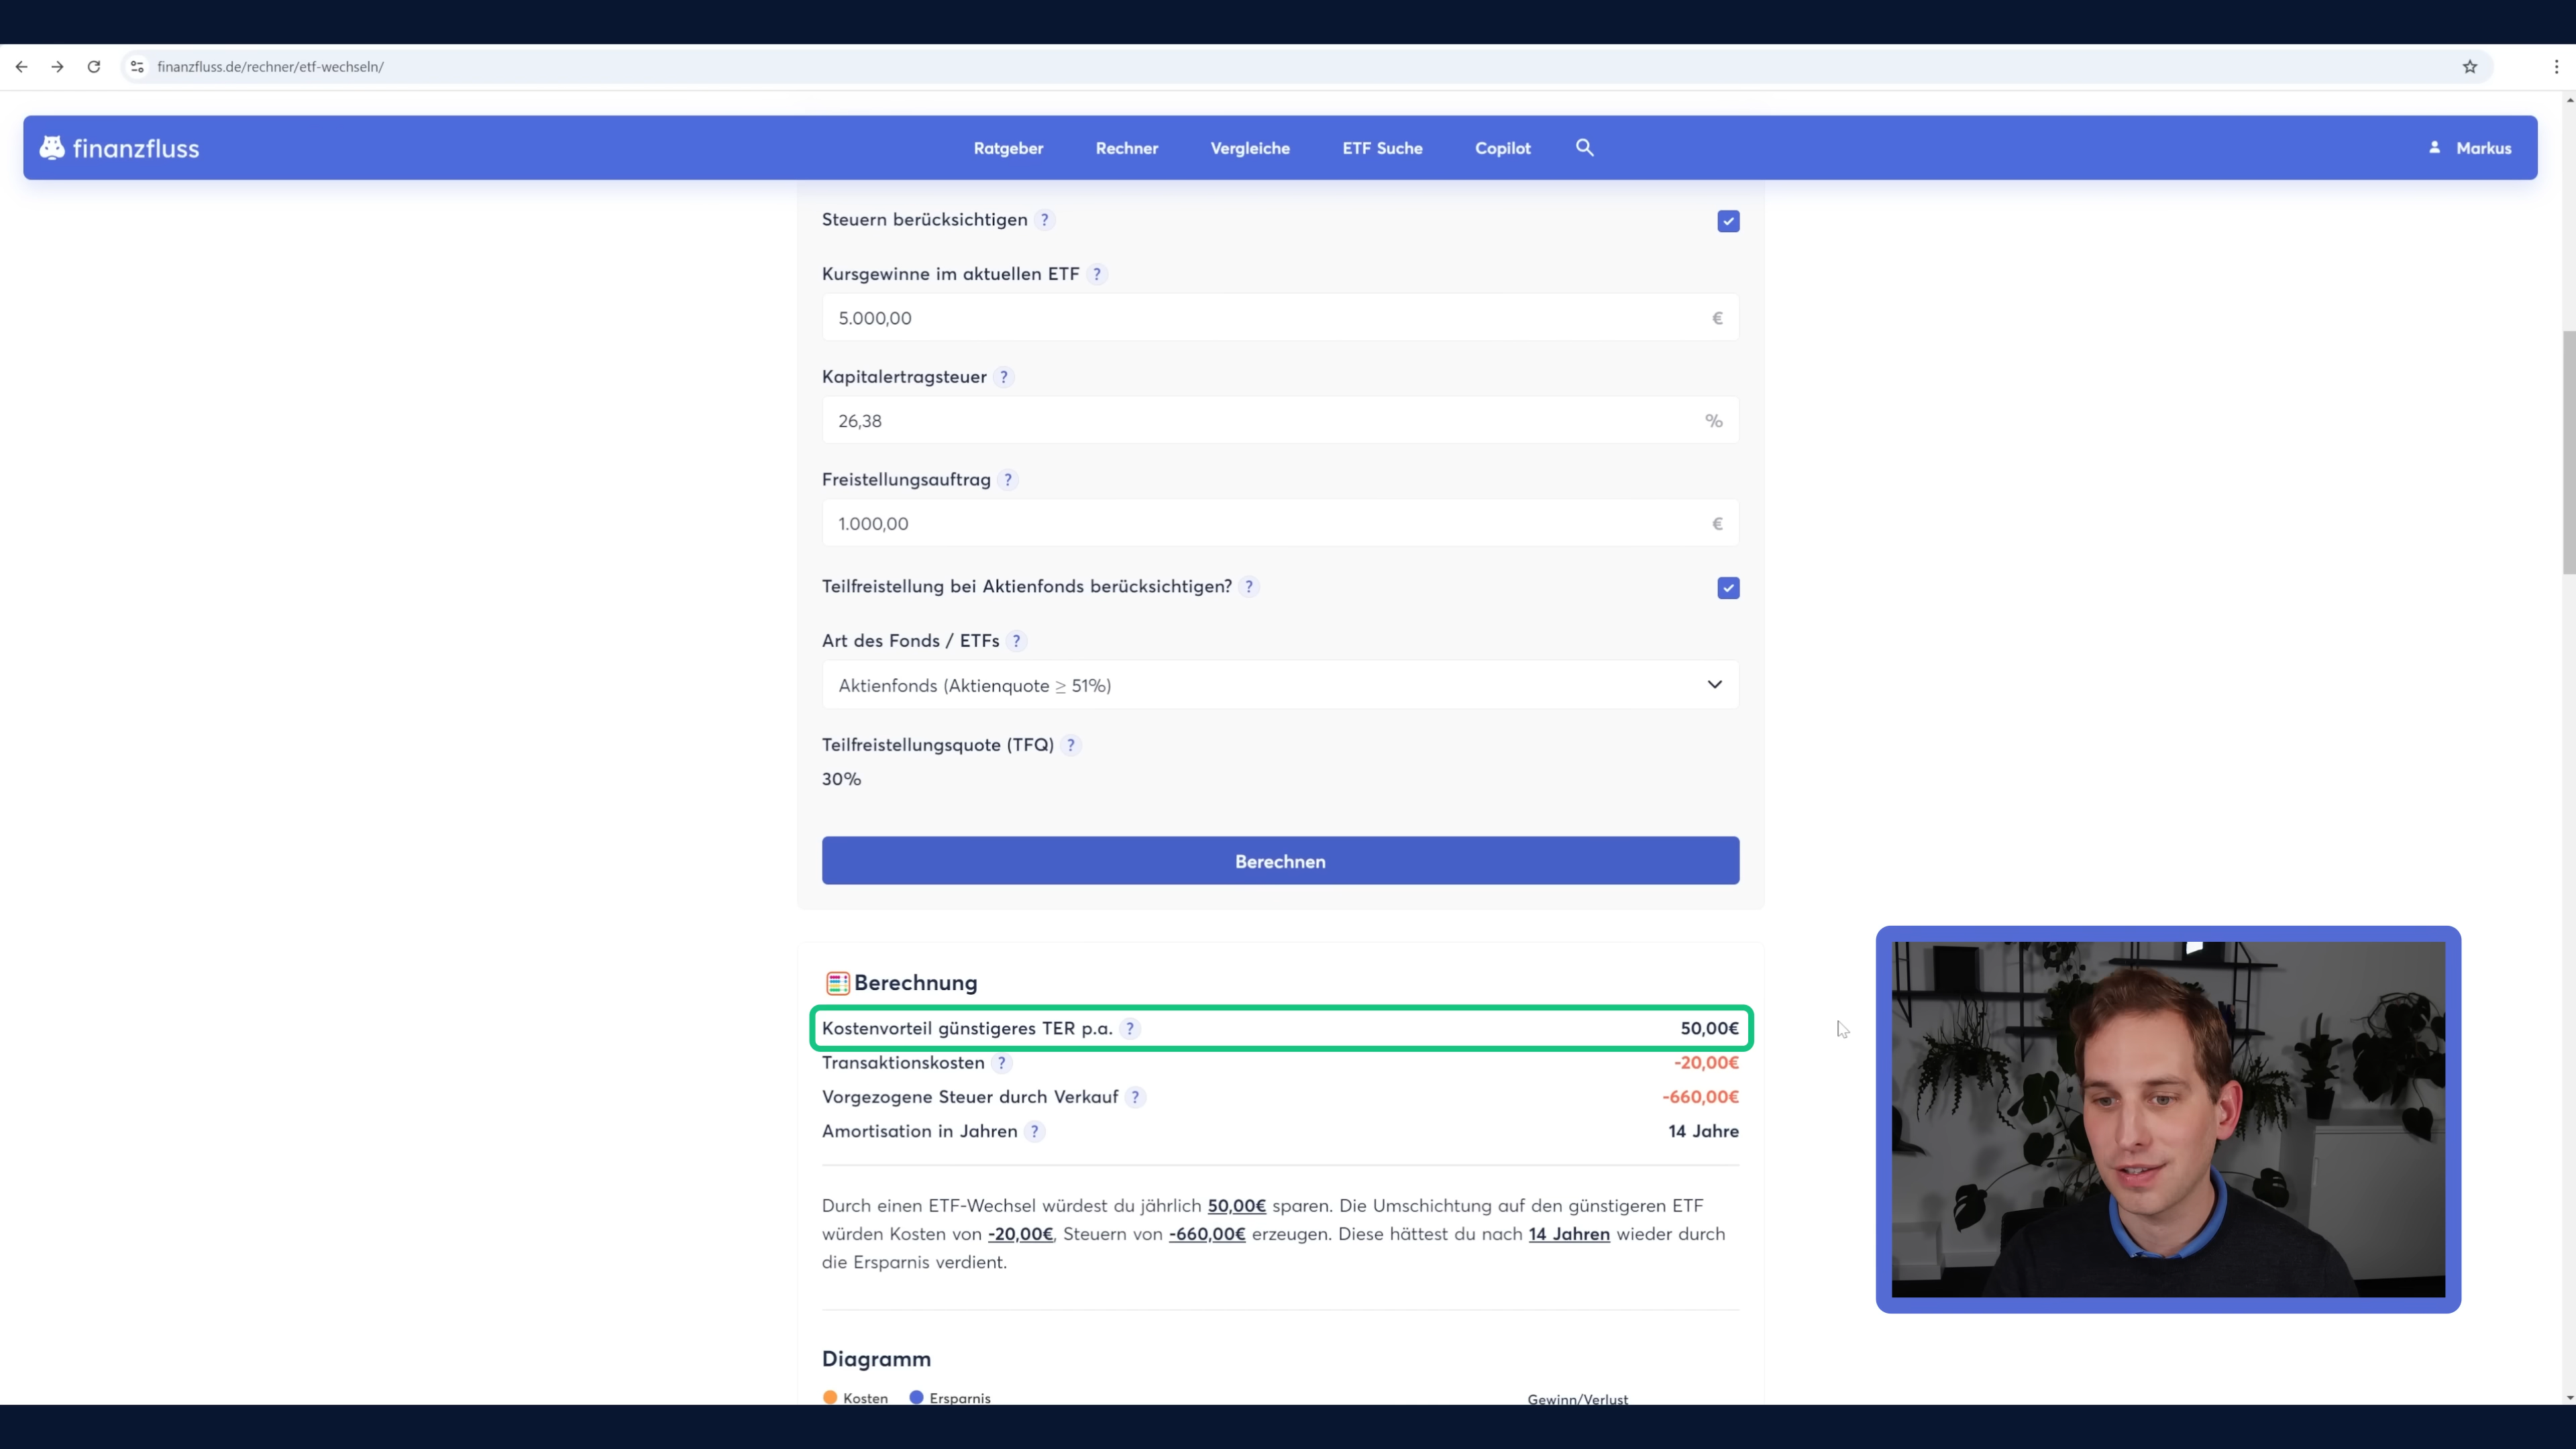 finanzfluss.de/rechner/etf-wechseln/
finanzfluss
Ratgeber
Rechner
Vergleiche
ETF Suche
Copilot
Markus
Steuern berücksichtigen ?
Kursgewinne im aktuellen ETF ?
5.000,00 €
Kapitalertragsteuer ?
26,38 %
Freistellungsauftrag ?
1.000,00 €
Teilfreistellung bei Aktienfonds berücksichtigen? ?
Art des Fonds / ETFs ?
Aktienfonds (Aktienquote ≥ 51%)
Teilfreistellungsquote (TFQ) ?
30%
Berechnen
Berechnung
Kostenvorteil günstigeres TER p.a. ? 50,00€
Transaktionskosten ? -20,00€
Vorgezogene Steuer durch Verkauf ? -660,00€
Amortisation in Jahren ? 14 Jahre
Durch einen ETF-Wechsel würdest du jährlich 50,00€ sparen. Die Umschichtung auf den günstigeren ETF
würden Kosten von -20,00€, Steuern von -660,00€ erzeugen. Diese hättest du nach 14 Jahren wieder durch
die Ersparnis verdient.
Diagramm
Kosten Ersparnis Gewinn/Verlust